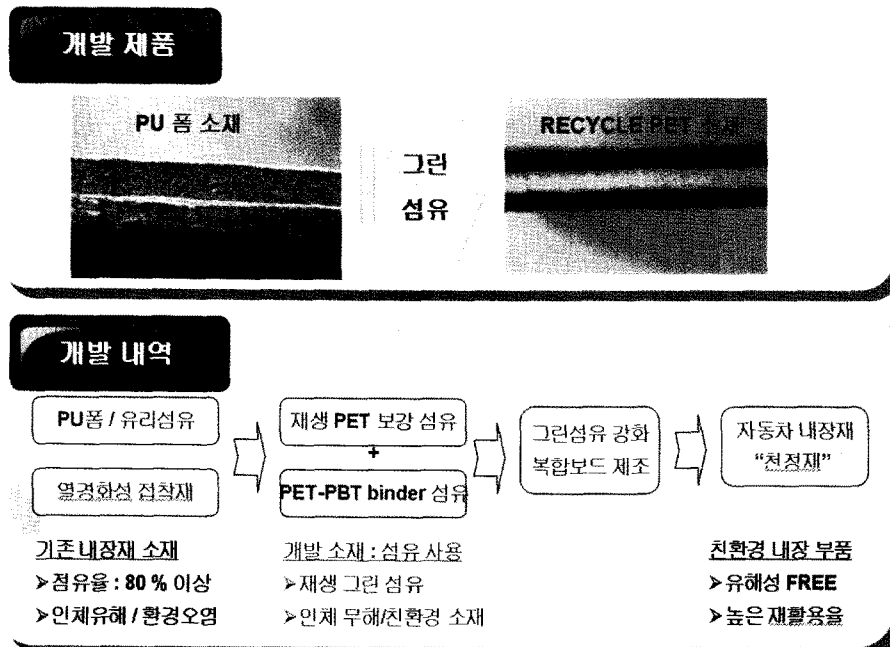 개발 제품
PU 폼 소재
그린
섬유
RECYCLE PET 소재
개발 내역
PU폼 / 유리섬유
열경화성 접착재
기존 내장재 소재
➢점유율 : 80 % 이상
➢인체유해 / 환경오염
재생 PET 보강 섬유
+
PET-PBT binder 섬유
개발 소재 : 섬유 사용
➢재생 그린 섬유
➢인체 무해/친환경 소재
그린섬유 강화
복합보드 제조
자동차 내장재
“천정재”
친환경 내장 부품
➢유해성 FREE
➢높은 재활용율